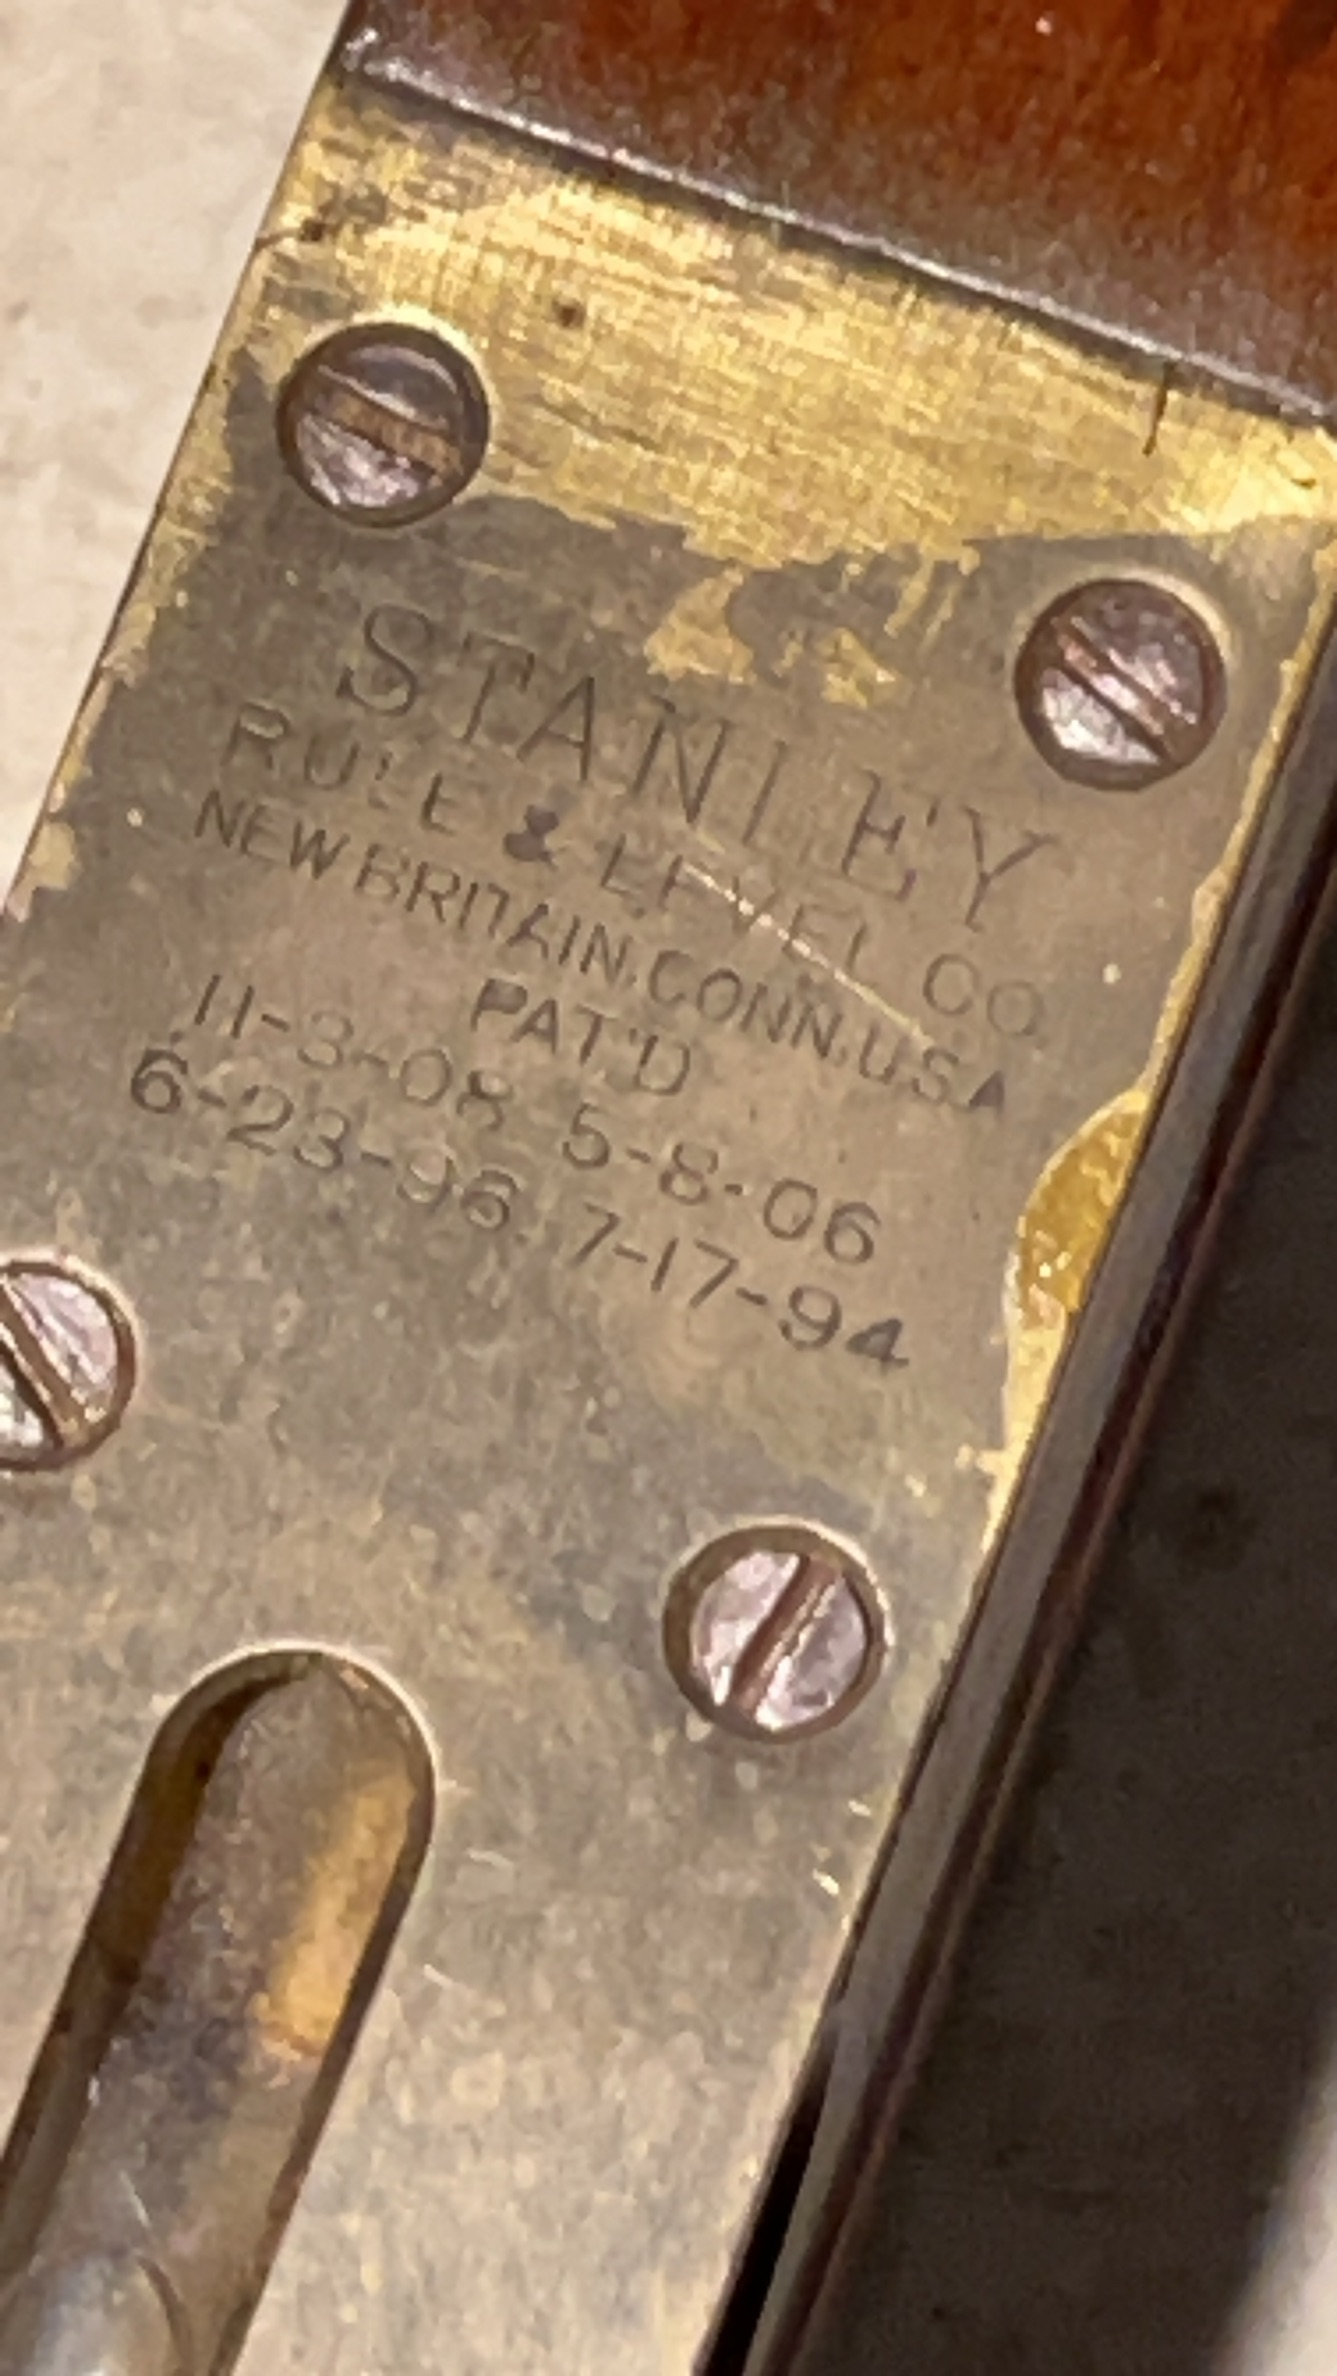 STANLEY
RULE & LEVEL CO
NEW BRITAIN, CONN. USA
PAT'D
11-3-08 5-8-06
6-23-96 7-17-94